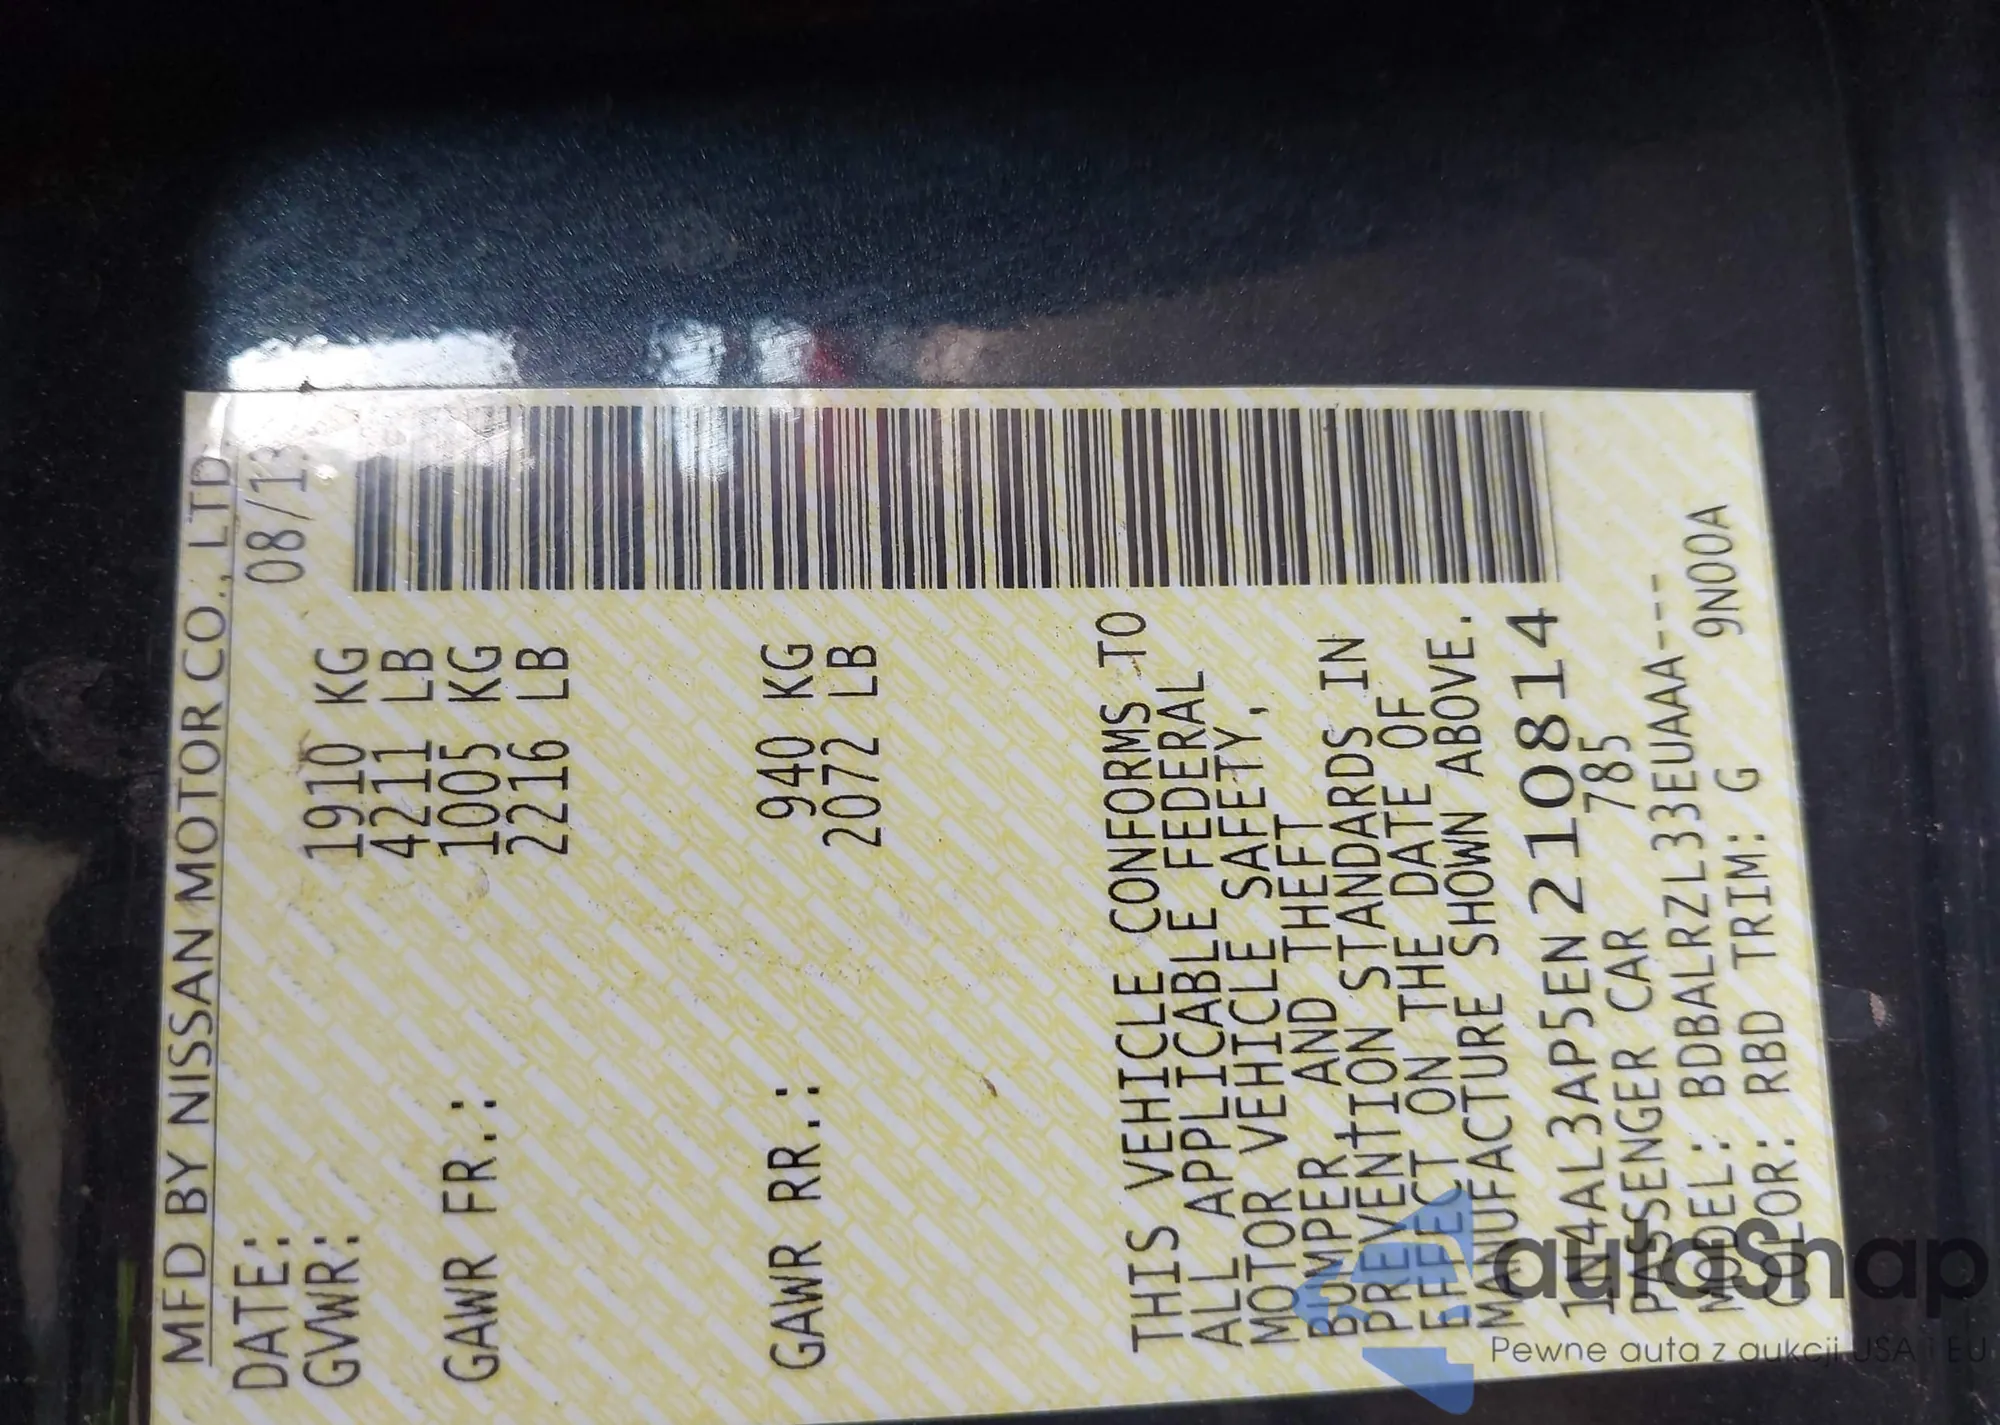 MFD BY NISSAN MOTOR CO., LTD
DATE: 08/13
GVWR: 1910 KG
4211 LB
GAWR FR.: 1005 KG
2216 LB
GAWR RR.: 940 KG
2072 LB
THIS VEHICLE CONFORMS TO
ALL APPLICABLE FEDERAL
MOTOR VEHICLE SAFETY,
BUMPER AND THEFT
PREVENTION STANDARDS IN
EFFECT ON THE DATE OF
MANUFACTURE SHOWN ABOVE.
1N4AL3AP5EN210814
PASSENGER CAR 785
MODEL: BDBALRZL33EUAAA---
COLOR: RBD TRIM: G 9N00A
autaSnap
Pewne auta z aukcji USA i EU